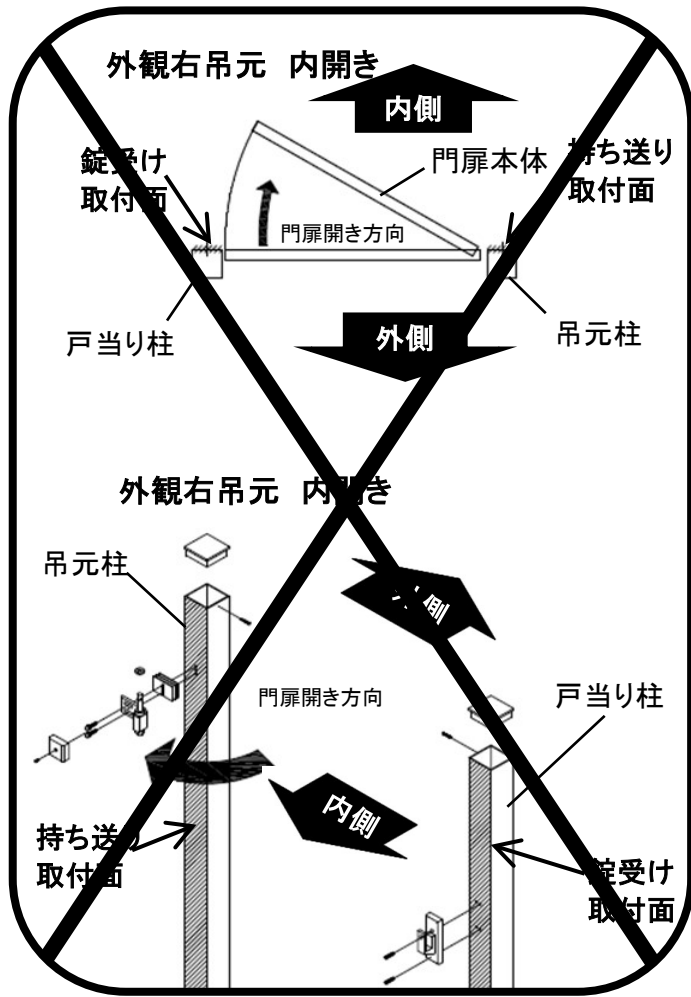 外観右吊元 内開き
内側
錠受け
取付面
門扉本体
持ち送り
取付面
門扉開き方向
戸当り柱
外側
吊元柱
外観右吊元 内開き
吊元柱
外側
戸当り柱
門扉開き方向
内側
持ち送り
取付面
錠受け
取付面